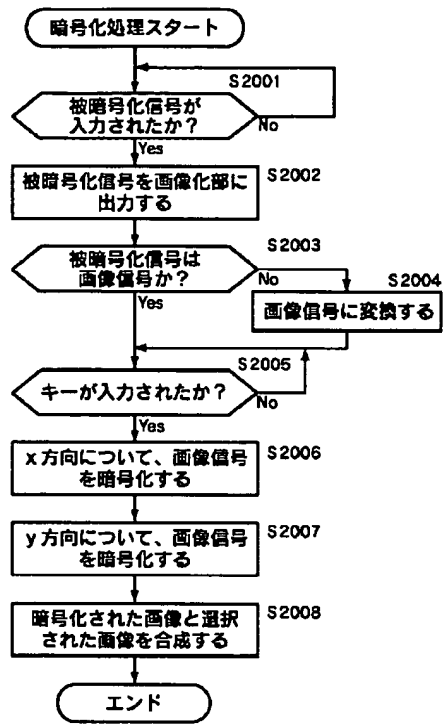 暗号化処理スタート
S2001
被暗号化信号が
入力されたか?
No
Yes
S2002
被暗号化信号を画像化部に
出力する
S2003
被暗号化信号は
画像信号か?
No
Yes
S2004
画像信号に変換する
S2005
キーが入力されたか?
No
Yes
S2006
x方向について、画像信号
を暗号化する
S2007
y方向について、画像信号
を暗号化する
S2008
暗号化された画像と選択
された画像を合成する
エンド